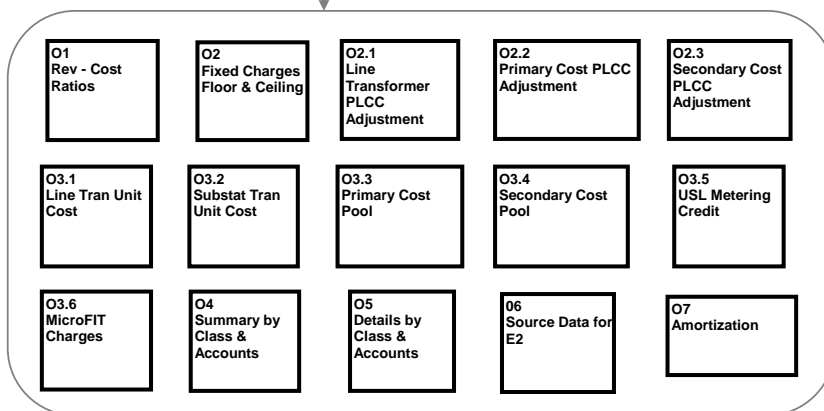 O1
Rev - Cost
Ratios
O2
Fixed Charges
Floor & Ceiling
O2.1
Line
Transformer
PLCC
Adjustment
O2.2
Primary Cost PLCC
Adjustment
O2.3
Secondary Cost
PLCC
Adjustment
O3.1
Line Tran Unit
Cost
O3.2
Substat Tran
Unit Cost
O3.3
Primary Cost
Pool
O3.4
Secondary Cost
Pool
O3.5
USL Metering
Credit
O3.6
MicroFIT
Charges
O4
Summary by
Class &
Accounts
O5
Details by
Class &
Accounts
06
Source Data for
E2
O7
Amortization